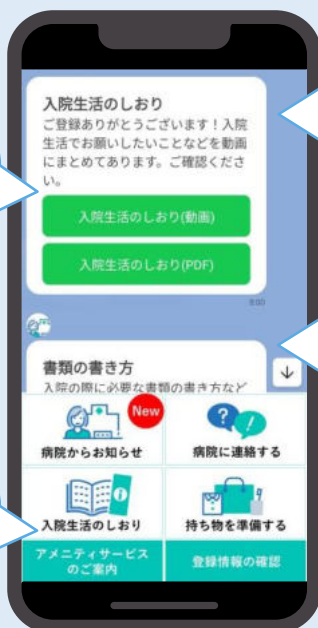 入院生活のしおり
ご登録ありがとうございます！入院
生活でお願いしたいことなどを動画
にまとめてあります。ご確認くださ
い。
入院生活のしおり(動画)
入院生活のしおり(PDF)
8:00
書類の書き方
入院の際に必要な書類の書き方など
New
病院からお知らせ
病院に連絡する
入院生活のしおり
持ち物を準備する
アメニティサービス
のご案内
登録情報の確認